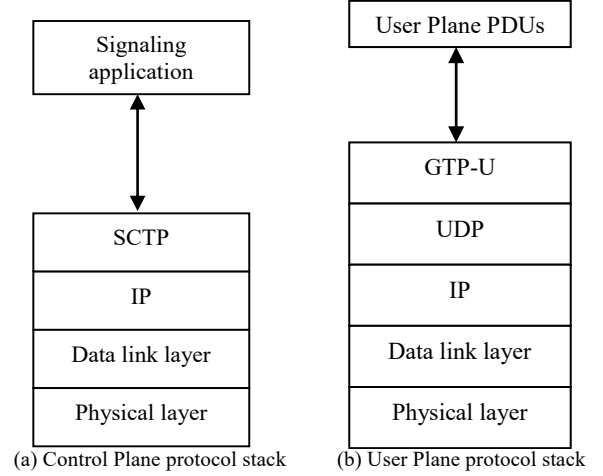 Signaling
application
SCTP
IP
Data link layer
Physical layer
(a) Control Plane protocol stack
User Plane PDUs
GTP-U
UDP
IP
Data link layer
Physical layer
(b) User Plane protocol stack